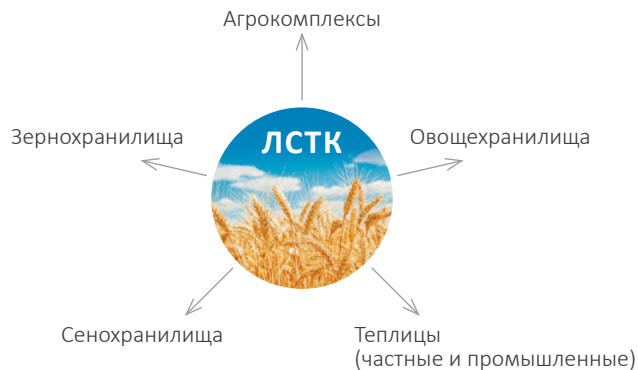 Агрокомплексы
Зернохранилища
ЛСТК
Овощехранилища
Сенохранилища
Теплицы
(частные и промышленные)